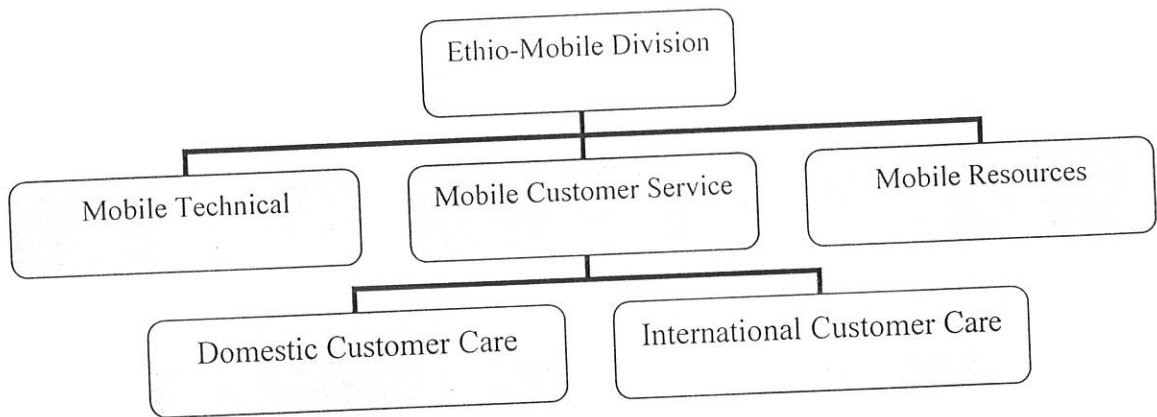 Ethio-Mobile Division
Mobile Technical
Mobile Customer Service
Mobile Resources
Domestic Customer Care
International Customer Care